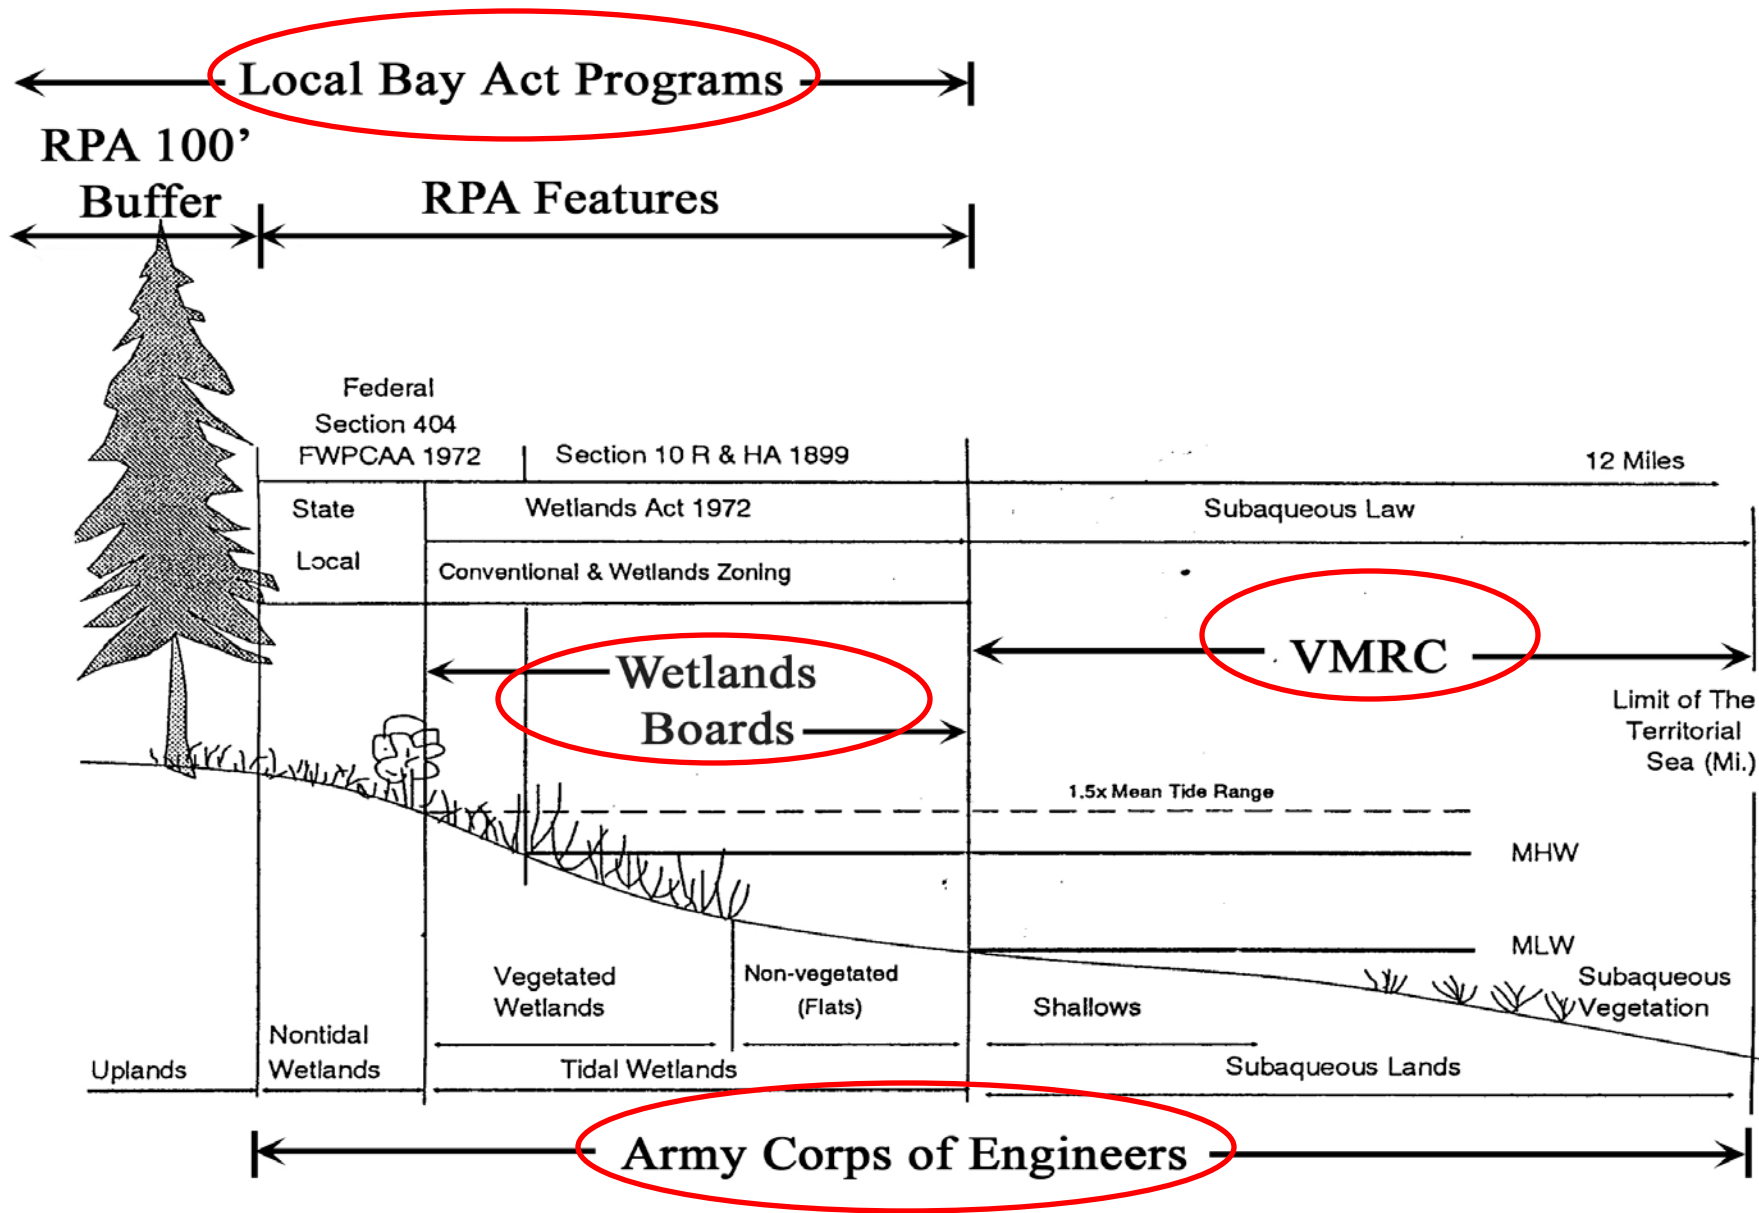 Local Bay Act Programs
RPA 100’
Buffer
RPA Features
Federal
Section 404
FWPCAA 1972
Section 10 R & HA 1899
12 Miles
State
Wetlands Act 1972
Subaqueous Law
Local
Conventional & Wetlands Zoning
Wetlands
Boards
VMRC
Limit of The
Territorial
Sea (Mi.)
1.5x Mean Tide Range
MHW
MLW
Vegetated
Wetlands
Non-vegetated
(Flats)
Shallows
Subaqueous
Vegetation
Nontidal
Wetlands
Uplands
Tidal Wetlands
Subaqueous Lands
Army Corps of Engineers